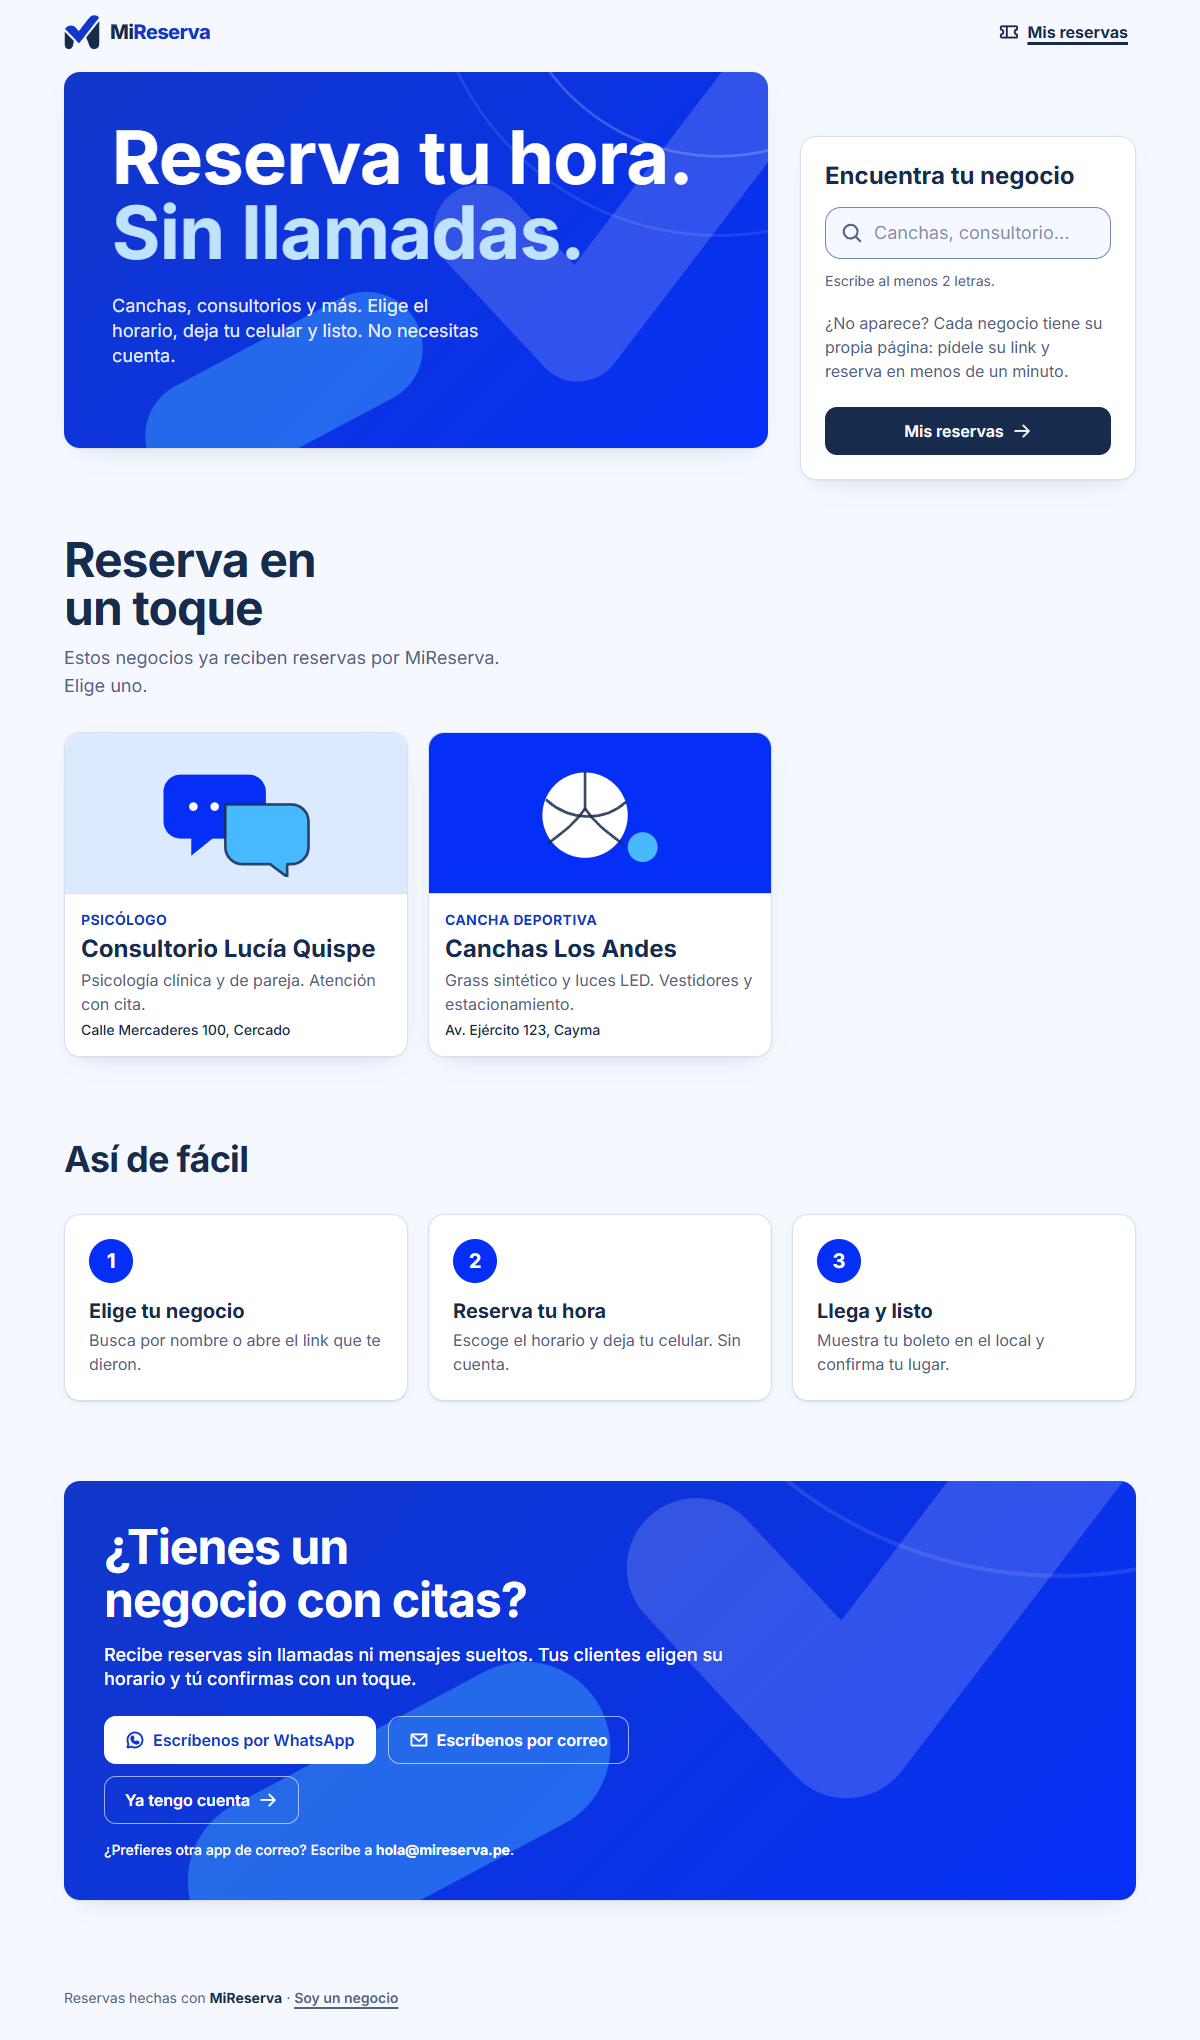 MiReserva
Mis reservas
Reserva tu hora.
Sin llamadas.
Canchas, consultorios y más. Elige el
horario, deja tu celular y listo. No necesitas
cuenta.
Encuentra tu negocio
Canchas, consultorio...
Escribe al menos 2 letras.
¿No aparece? Cada negocio tiene su
propia página: pídele su link y
reserva en menos de un minuto.
Mis reservas
Reserva en
un toque
Estos negocios ya reciben reservas por MiReserva.
Elige uno.
PSICÓLOGO
Consultorio Lucía Quispe
Psicología clínica y de pareja. Atención
con cita.
Calle Mercaderes 100, Cercado
CANCHA DEPORTIVA
Canchas Los Andes
Grass sintético y luces LED. Vestidores y
estacionamiento.
Av. Ejército 123, Cayma
Así de fácil
1
Elige tu negocio
Busca por nombre o abre el link que te
dieron.
2
Reserva tu hora
Escoge el horario y deja tu celular. Sin
cuenta.
3
Llega y listo
Muestra tu boleto en el local y
confirma tu lugar.
¿Tienes un
negocio con citas?
Recibe reservas sin llamadas ni mensajes sueltos. Tus clientes eligen su
horario y tú confirmas con un toque.
Escríbenos por WhatsApp
Escríbenos por correo
Ya tengo cuenta
¿Prefieres otra app de correo? Escribe a hola@mireserva.pe.
Reservas hechas con MiReserva · Soy un negocio